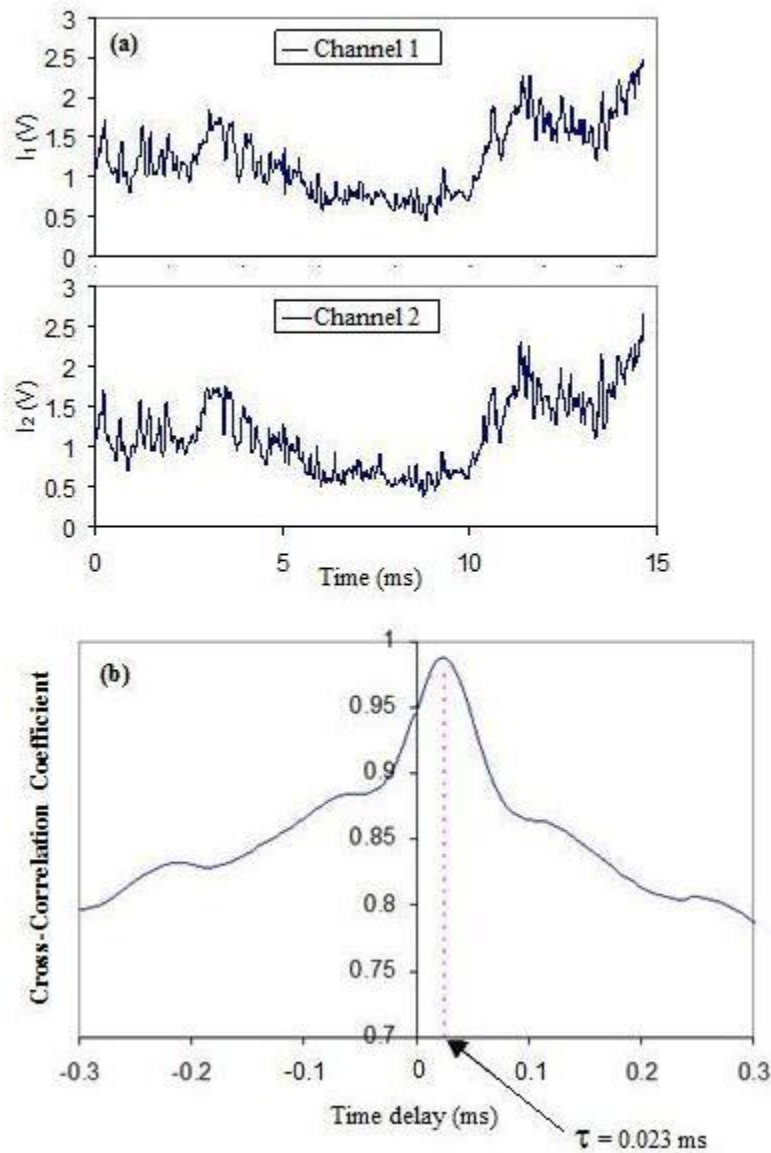 (a)
Channel 1
I1 (V)
3
2.5
2
1.5
1
0.5
0
Channel 2
I2 (V)
3
2.5
2
1.5
1
0.5
0
0 5 10 15
Time (ms)
(b)
Cross-Correlation Coefficient
1
0.95
0.9
0.85
0.8
0.75
0.7
-0.3 -0.2 -0.1 0 0.1 0.2 0.3
Time delay (ms)
τ = 0.023 ms